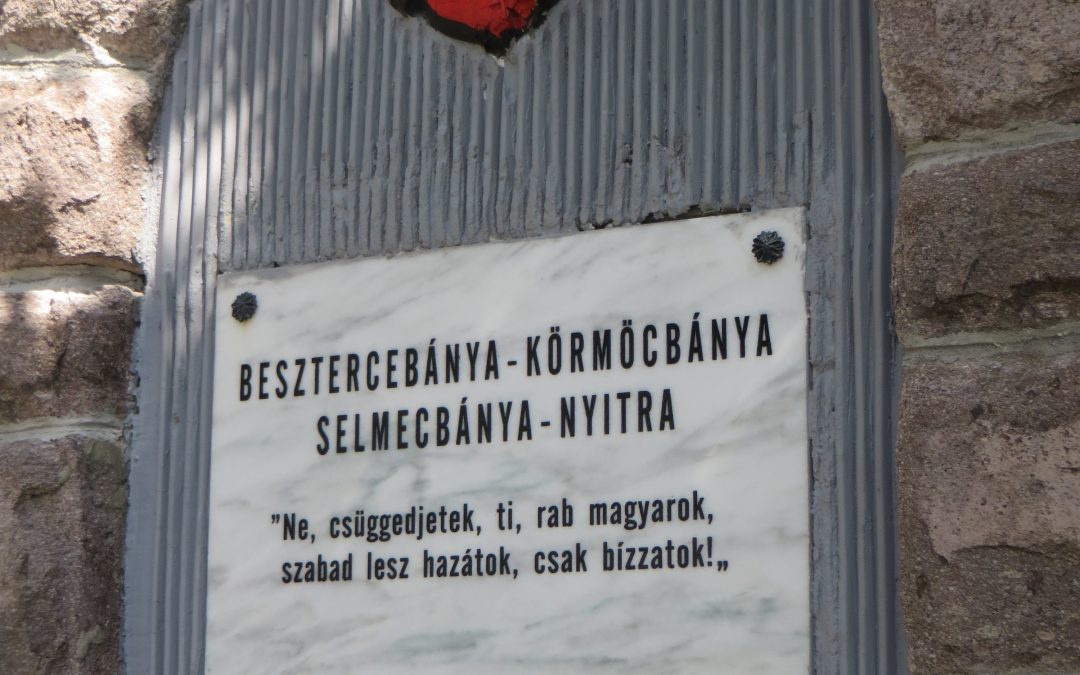 BESZTERCEBÁNYA-KÖRMÖCBÁNYA
SELMECBÁNYA-NYITRA
"Ne, csüggedjetek, ti, rab magyarok,
szabad lesz hazátok, csak bízzatok!„